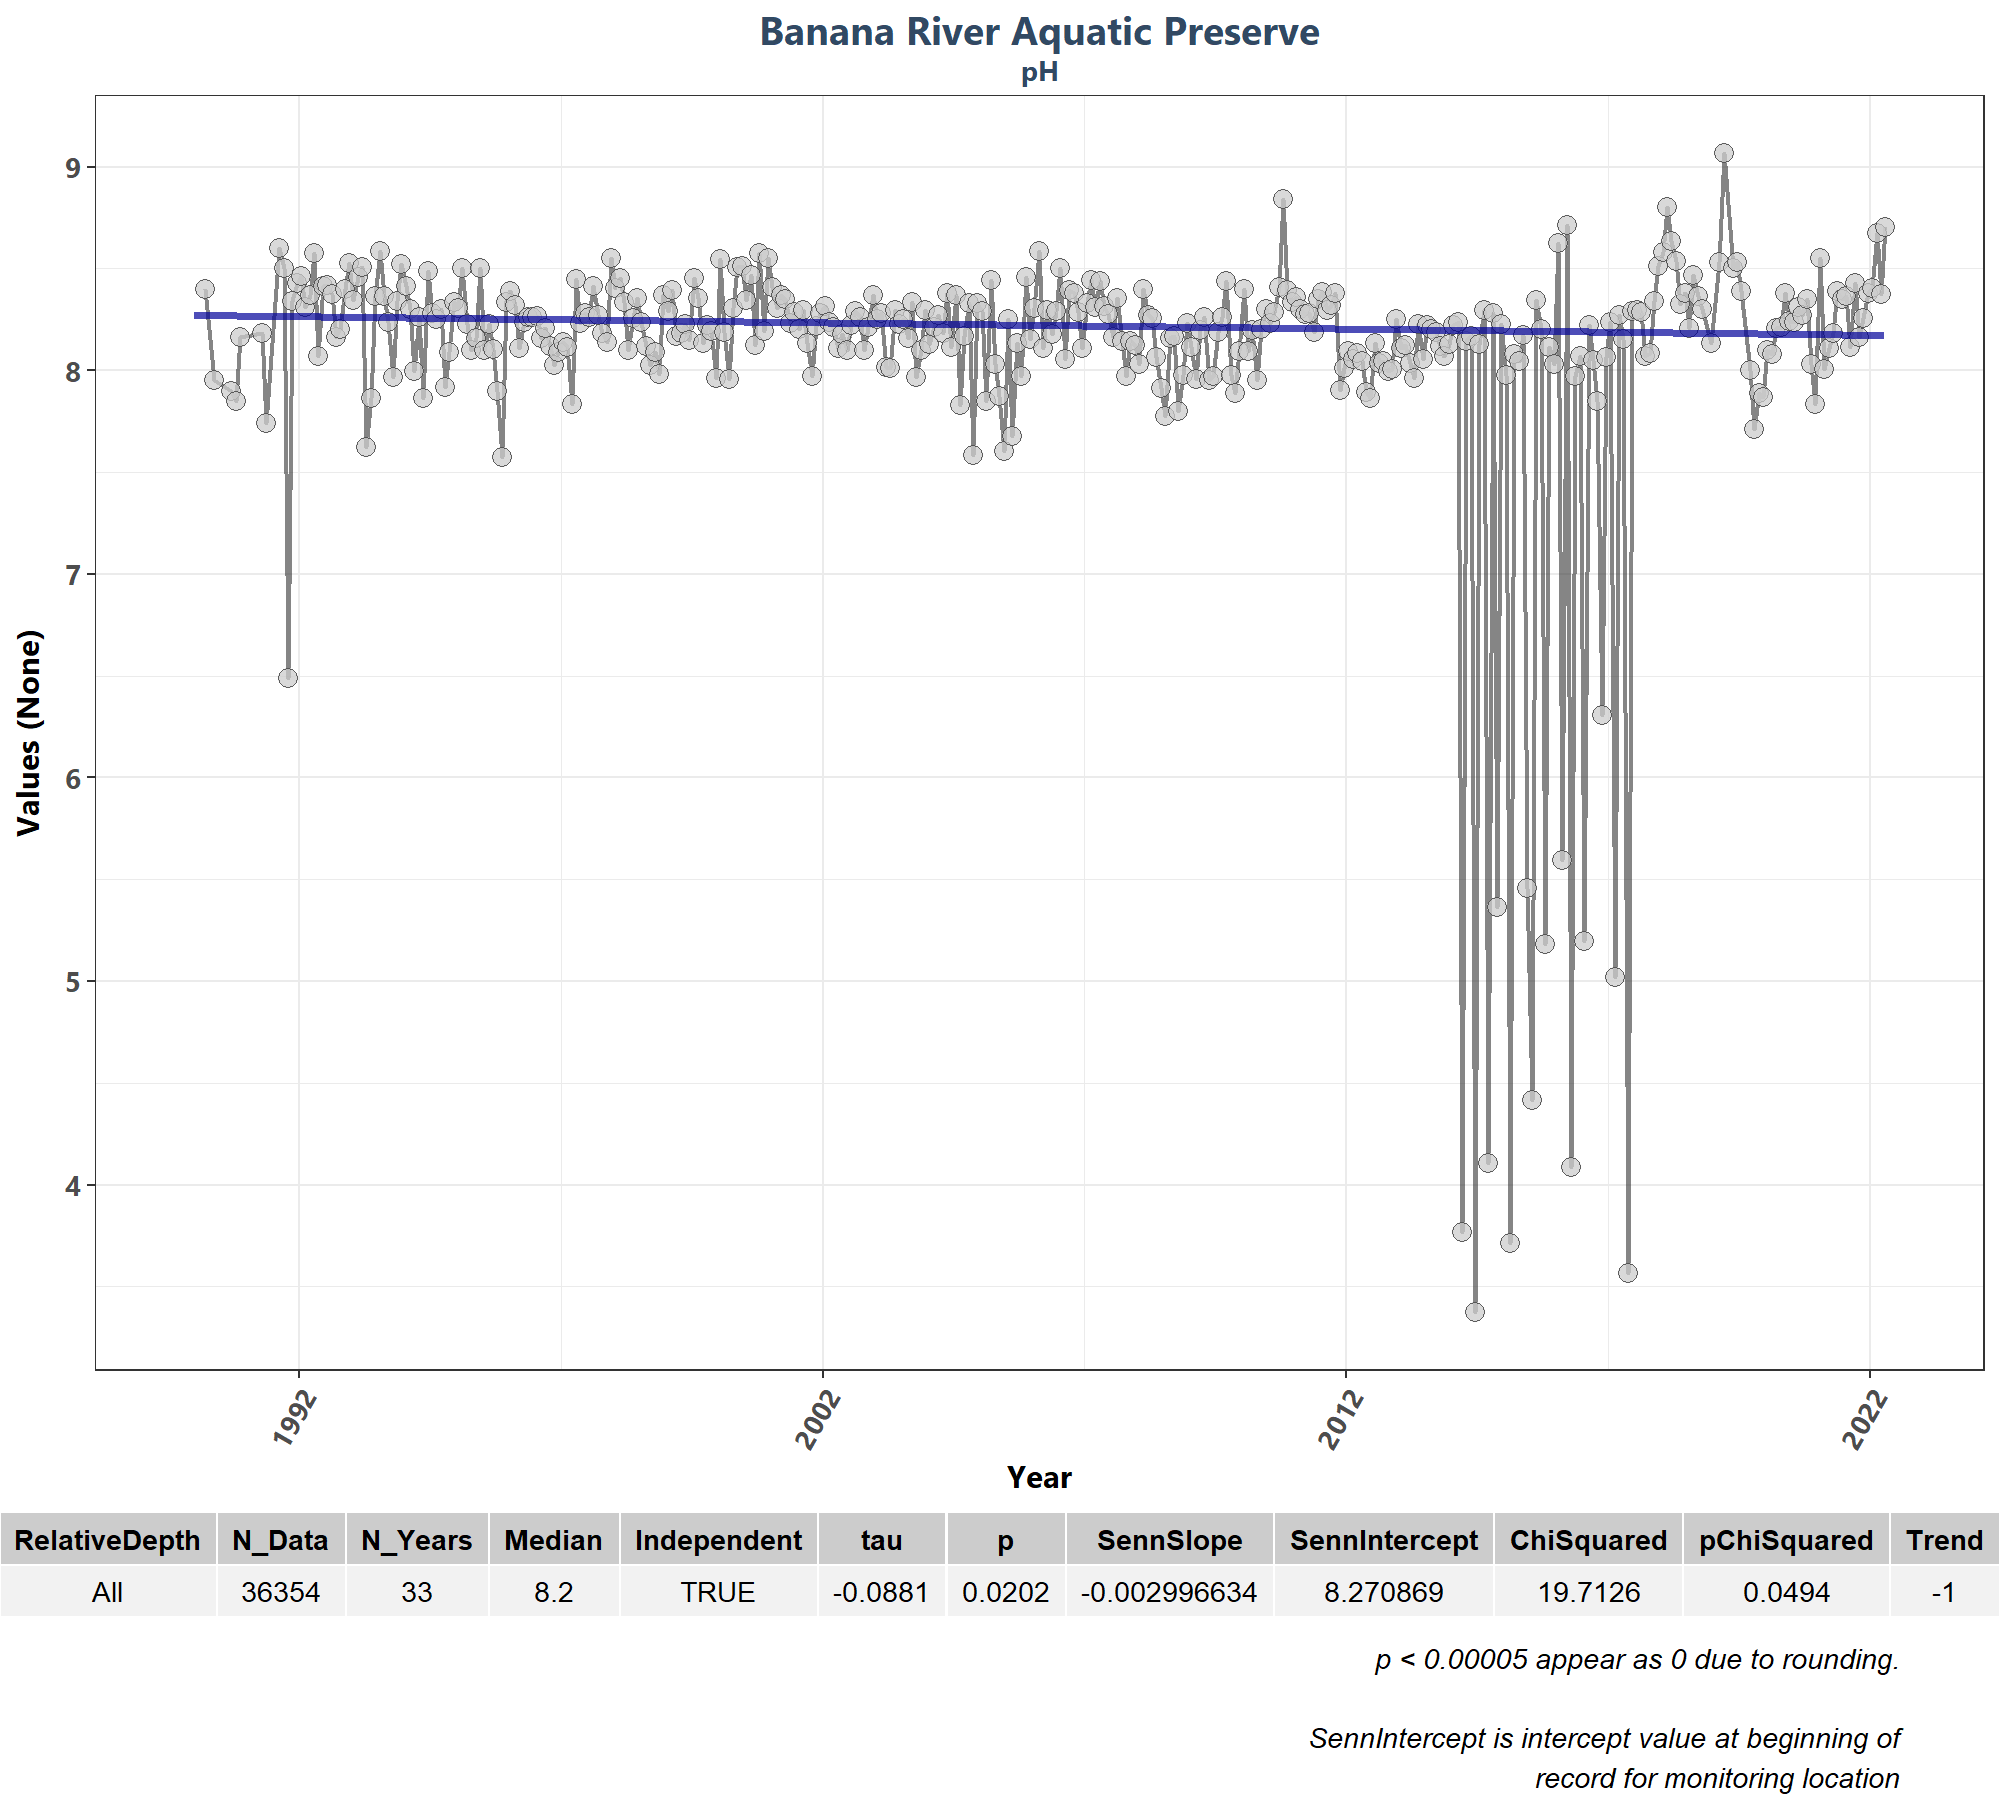 Banana River Aquatic Preserve
pH
Values (None)
9
8
7
6
5
4
1992
2002
2012
2022
Year
RelativeDepth N_Data N_Years Median Independent tau p SennSlope SennIntercept ChiSquared pChiSquared Trend
All 36354 33 8.2 TRUE -0.0881 0.0202 -0.002996634 8.270869 19.7126 0.0494 -1
p < 0.00005 appear as 0 due to rounding.
SennIntercept is intercept value at beginning of
record for monitoring location